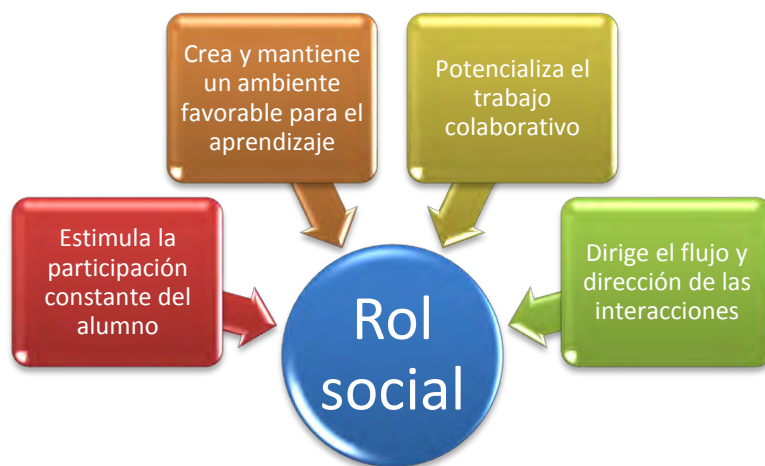 Crea y mantiene
un ambiente
favorable para el
aprendizaje
Potencializa el
trabajo
colaborativo
Estimula la
participación
constante del
alumno
Dirige el flujo y
dirección de las
interacciones
Rol
social